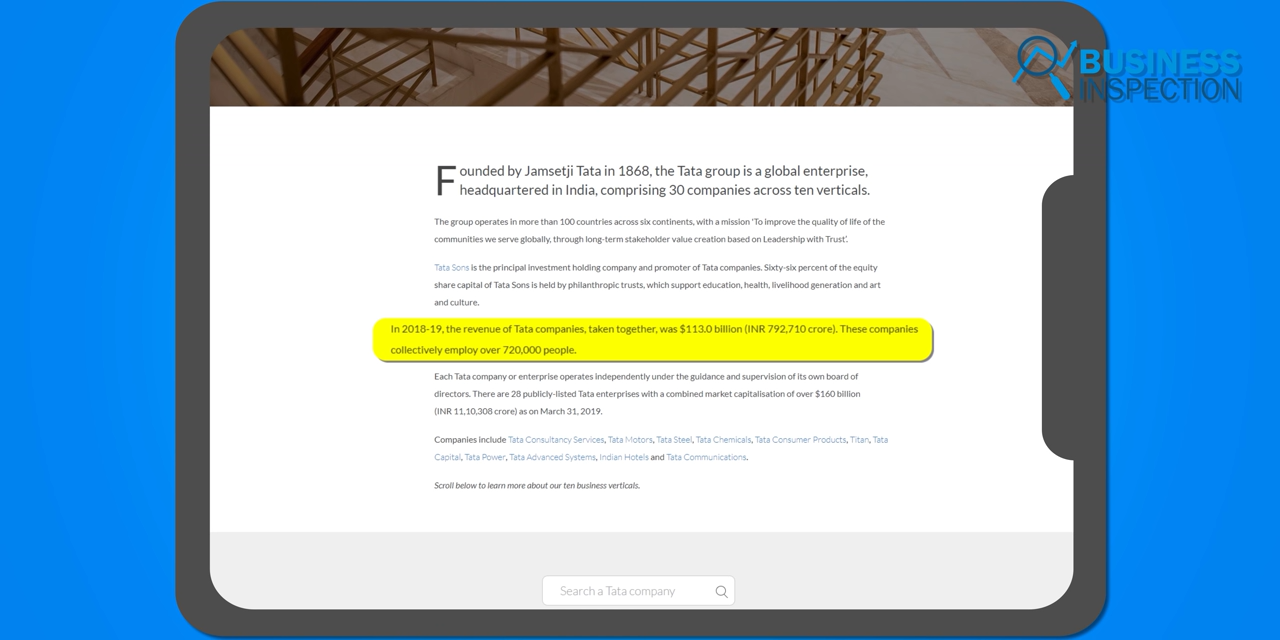 BUSINESS
INSPECTION
Founded by Jamsetji Tata in 1868, the Tata group is a global enterprise,
headquartered in India, comprising 30 companies across ten verticals.
The group operates in more than 100 countries across six continents, with a mission 'To improve the quality of life of the
communities we serve globally, through long-term stakeholder value creation based on Leadership with Trust'.
Tata Sons is the principal investment holding company and promoter of Tata companies. Sixty-six percent of the equity
share capital of Tata Sons is held by philanthropic trusts, which support education, health, livelihood generation and art
and culture.
In 2018-19, the revenue of Tata companies, taken together, was $113.0 billion (INR 792,710 crore). These companies
collectively employ over 720,000 people.
Each Tata company or enterprise operates independently under the guidance and supervision of its own board of
directors. There are 28 publicly-listed Tata enterprises with a combined market capitalisation of over $160 billion
(INR 11,10,308 crore) as on March 31, 2019.
Companies include Tata Consultancy Services, Tata Motors, Tata Steel, Tata Chemicals, Tata Consumer Products, Titan, Tata
Capital, Tata Power, Tata Advanced Systems, Indian Hotels and Tata Communications.
Scroll below to learn more about our ten business verticals.
Search a Tata company